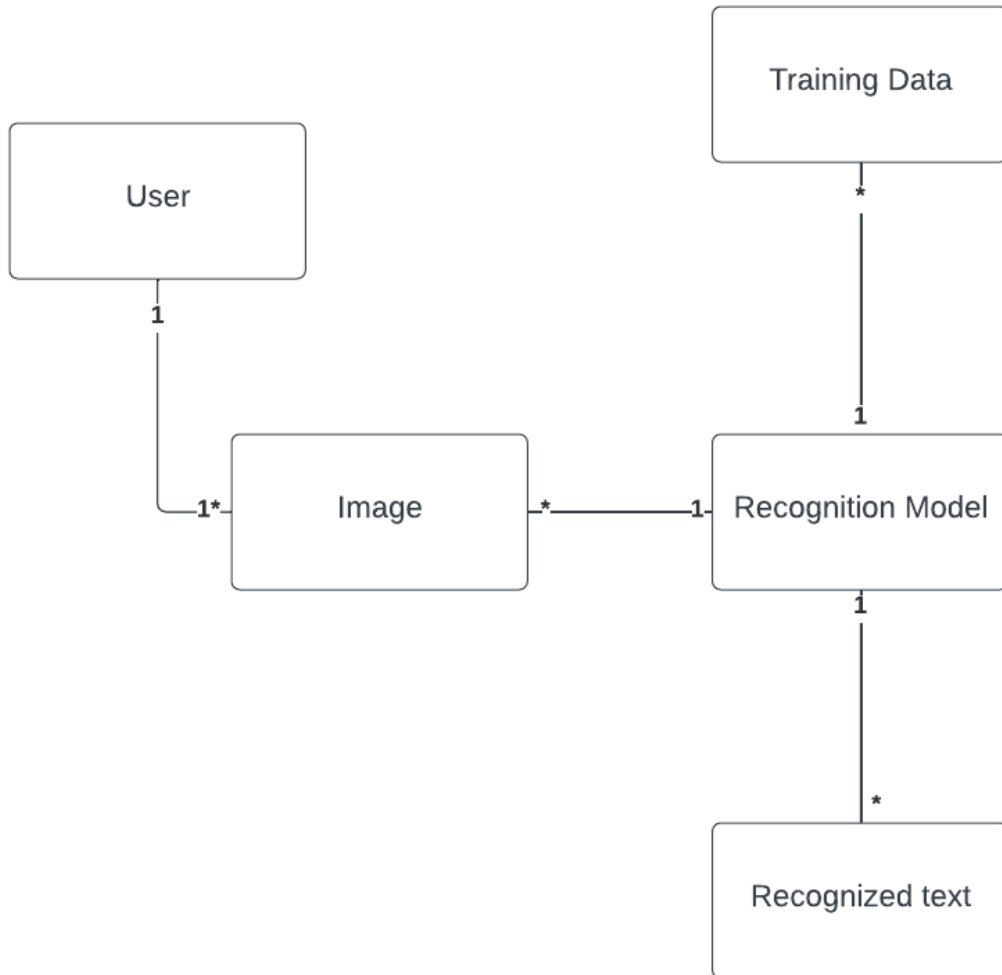 Training Data
User
*
1
1
1*
Image
*
1
Recognition Model
1
*
Recognized text